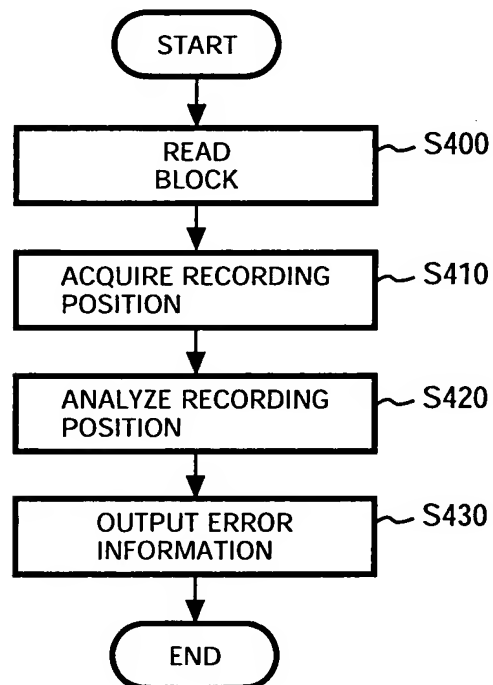 START
READ
BLOCK
S400
ACQUIRE RECORDING
POSITION
S410
ANALYZE RECORDING
POSITION
S420
OUTPUT ERROR
INFORMATION
S430
END